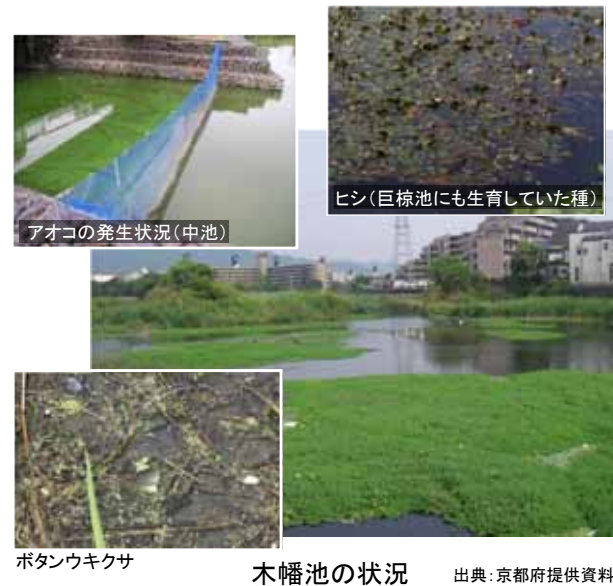 アオコの発生状況（中池）
ヒシ（巨椋池にも生育していた種）
ボタンウキクサ
木幡池の状況
出典：京都府提供資料